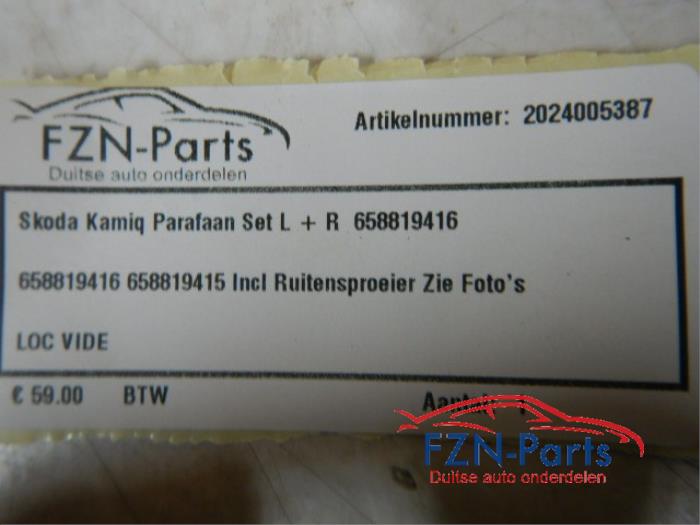 FZN-Parts
Duitse auto onderdelen
Artikelnummer: 2024005387
Skoda Kamiq Parafaan Set L + R 658819416
658819416 658819415 Incl Ruitensproeier Zie Foto's
LOC VIDE
€ 59.00 BTW
FZN-Parts
Duitse auto onderdelen